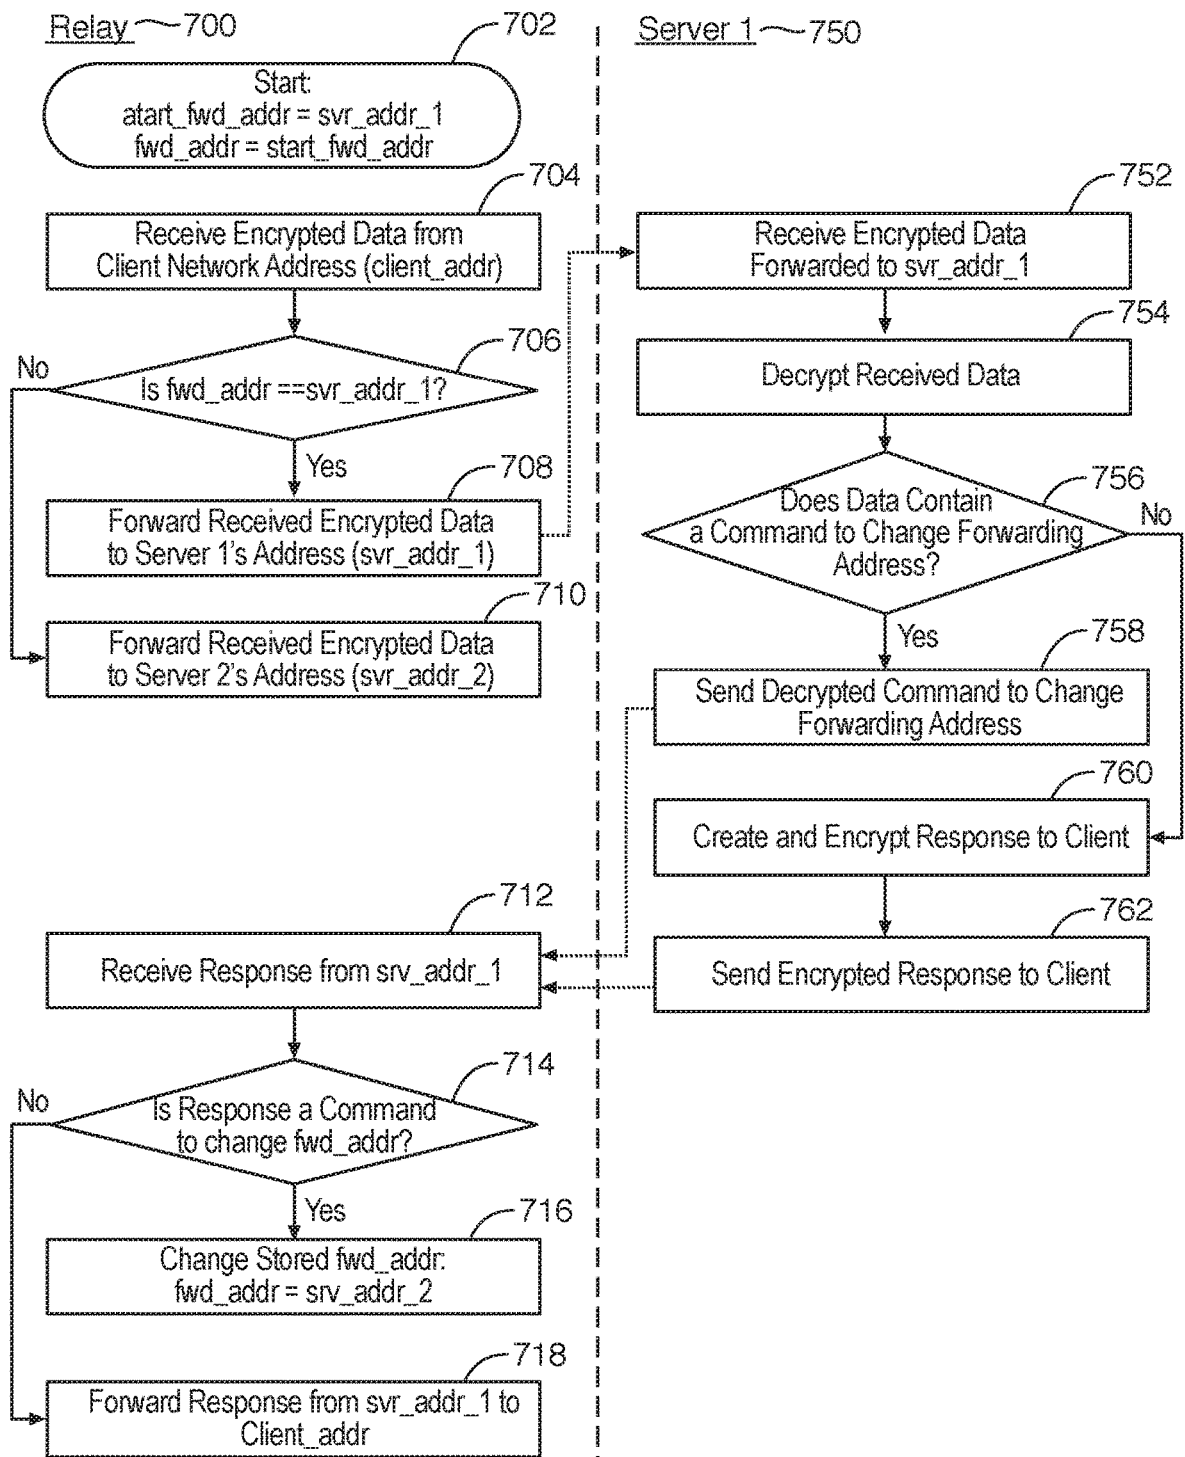 Relay 700
702
Start:
atart_fwd_addr = svr_addr_1
fwd_addr = start_fwd_addr
704
Receive Encrypted Data from
Client Network Address (client_addr)
706
No
Is fwd_addr ==svr_addr_1?
Yes
708
Forward Received Encrypted Data
to Server 1's Address (svr_addr_1)
710
Forward Received Encrypted Data
to Server 2's Address (svr_addr_2)
712
Receive Response from srv_addr_1
714
No
Is Response a Command
to change fwd_addr?
Yes
716
Change Stored fwd_addr:
fwd_addr = srv_addr_2
718
Forward Response from svr_addr_1 to
Client_addr
Server 1 750
752
Receive Encrypted Data
Forwarded to svr_addr_1
754
Decrypt Received Data
756
Does Data Contain
a Command to Change Forwarding
Address?
No
Yes
758
Send Decrypted Command to Change
Forwarding Address
760
Create and Encrypt Response to Client
762
Send Encrypted Response to Client